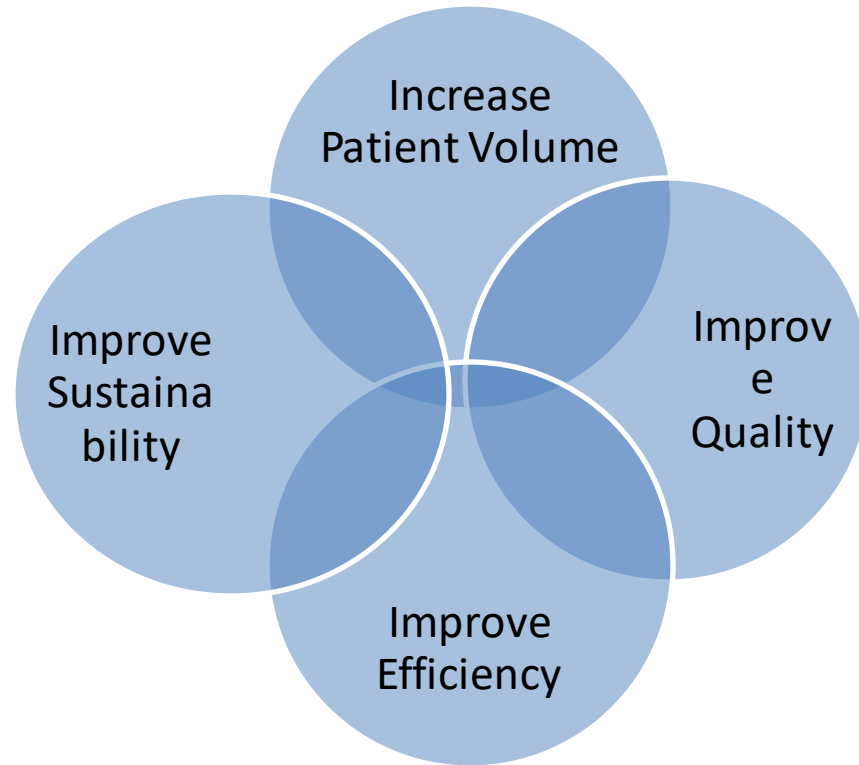 Increase
Patient Volume
Improve
Sustaina
bility
Improv
e
Quality
Improve
Efficiency